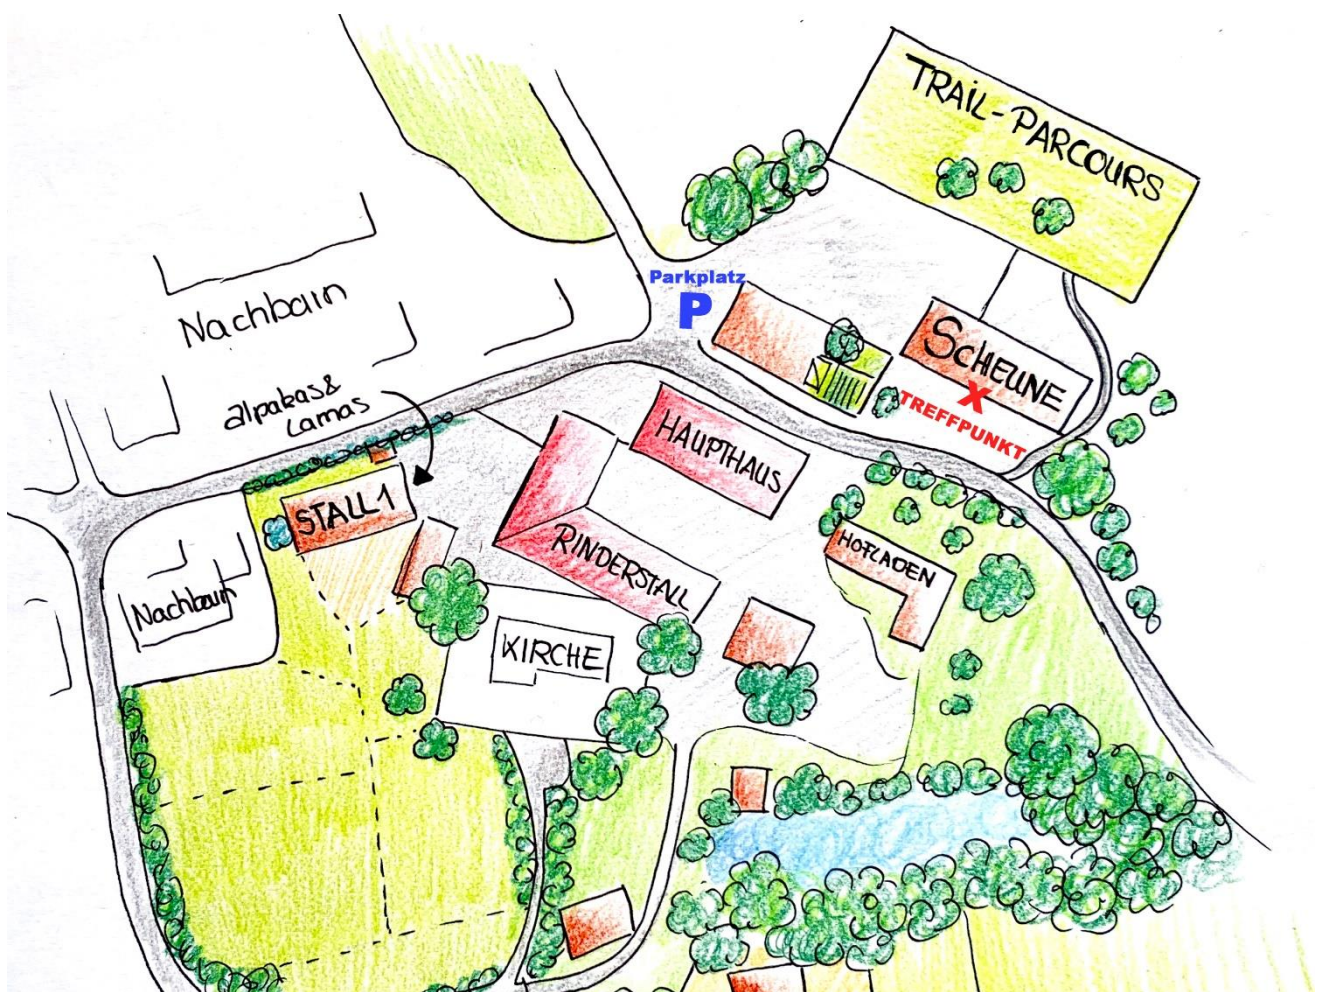 TRAIL-PARCOURS
Parkplatz
P
Nachbarn
SCHEUNE
X
TREFFPUNKT
alpakas&
Lamas
HAUPTHAUS
STALL 1
RINDERSTALL
HOFLADEN
Nachbarn
KIRCHE